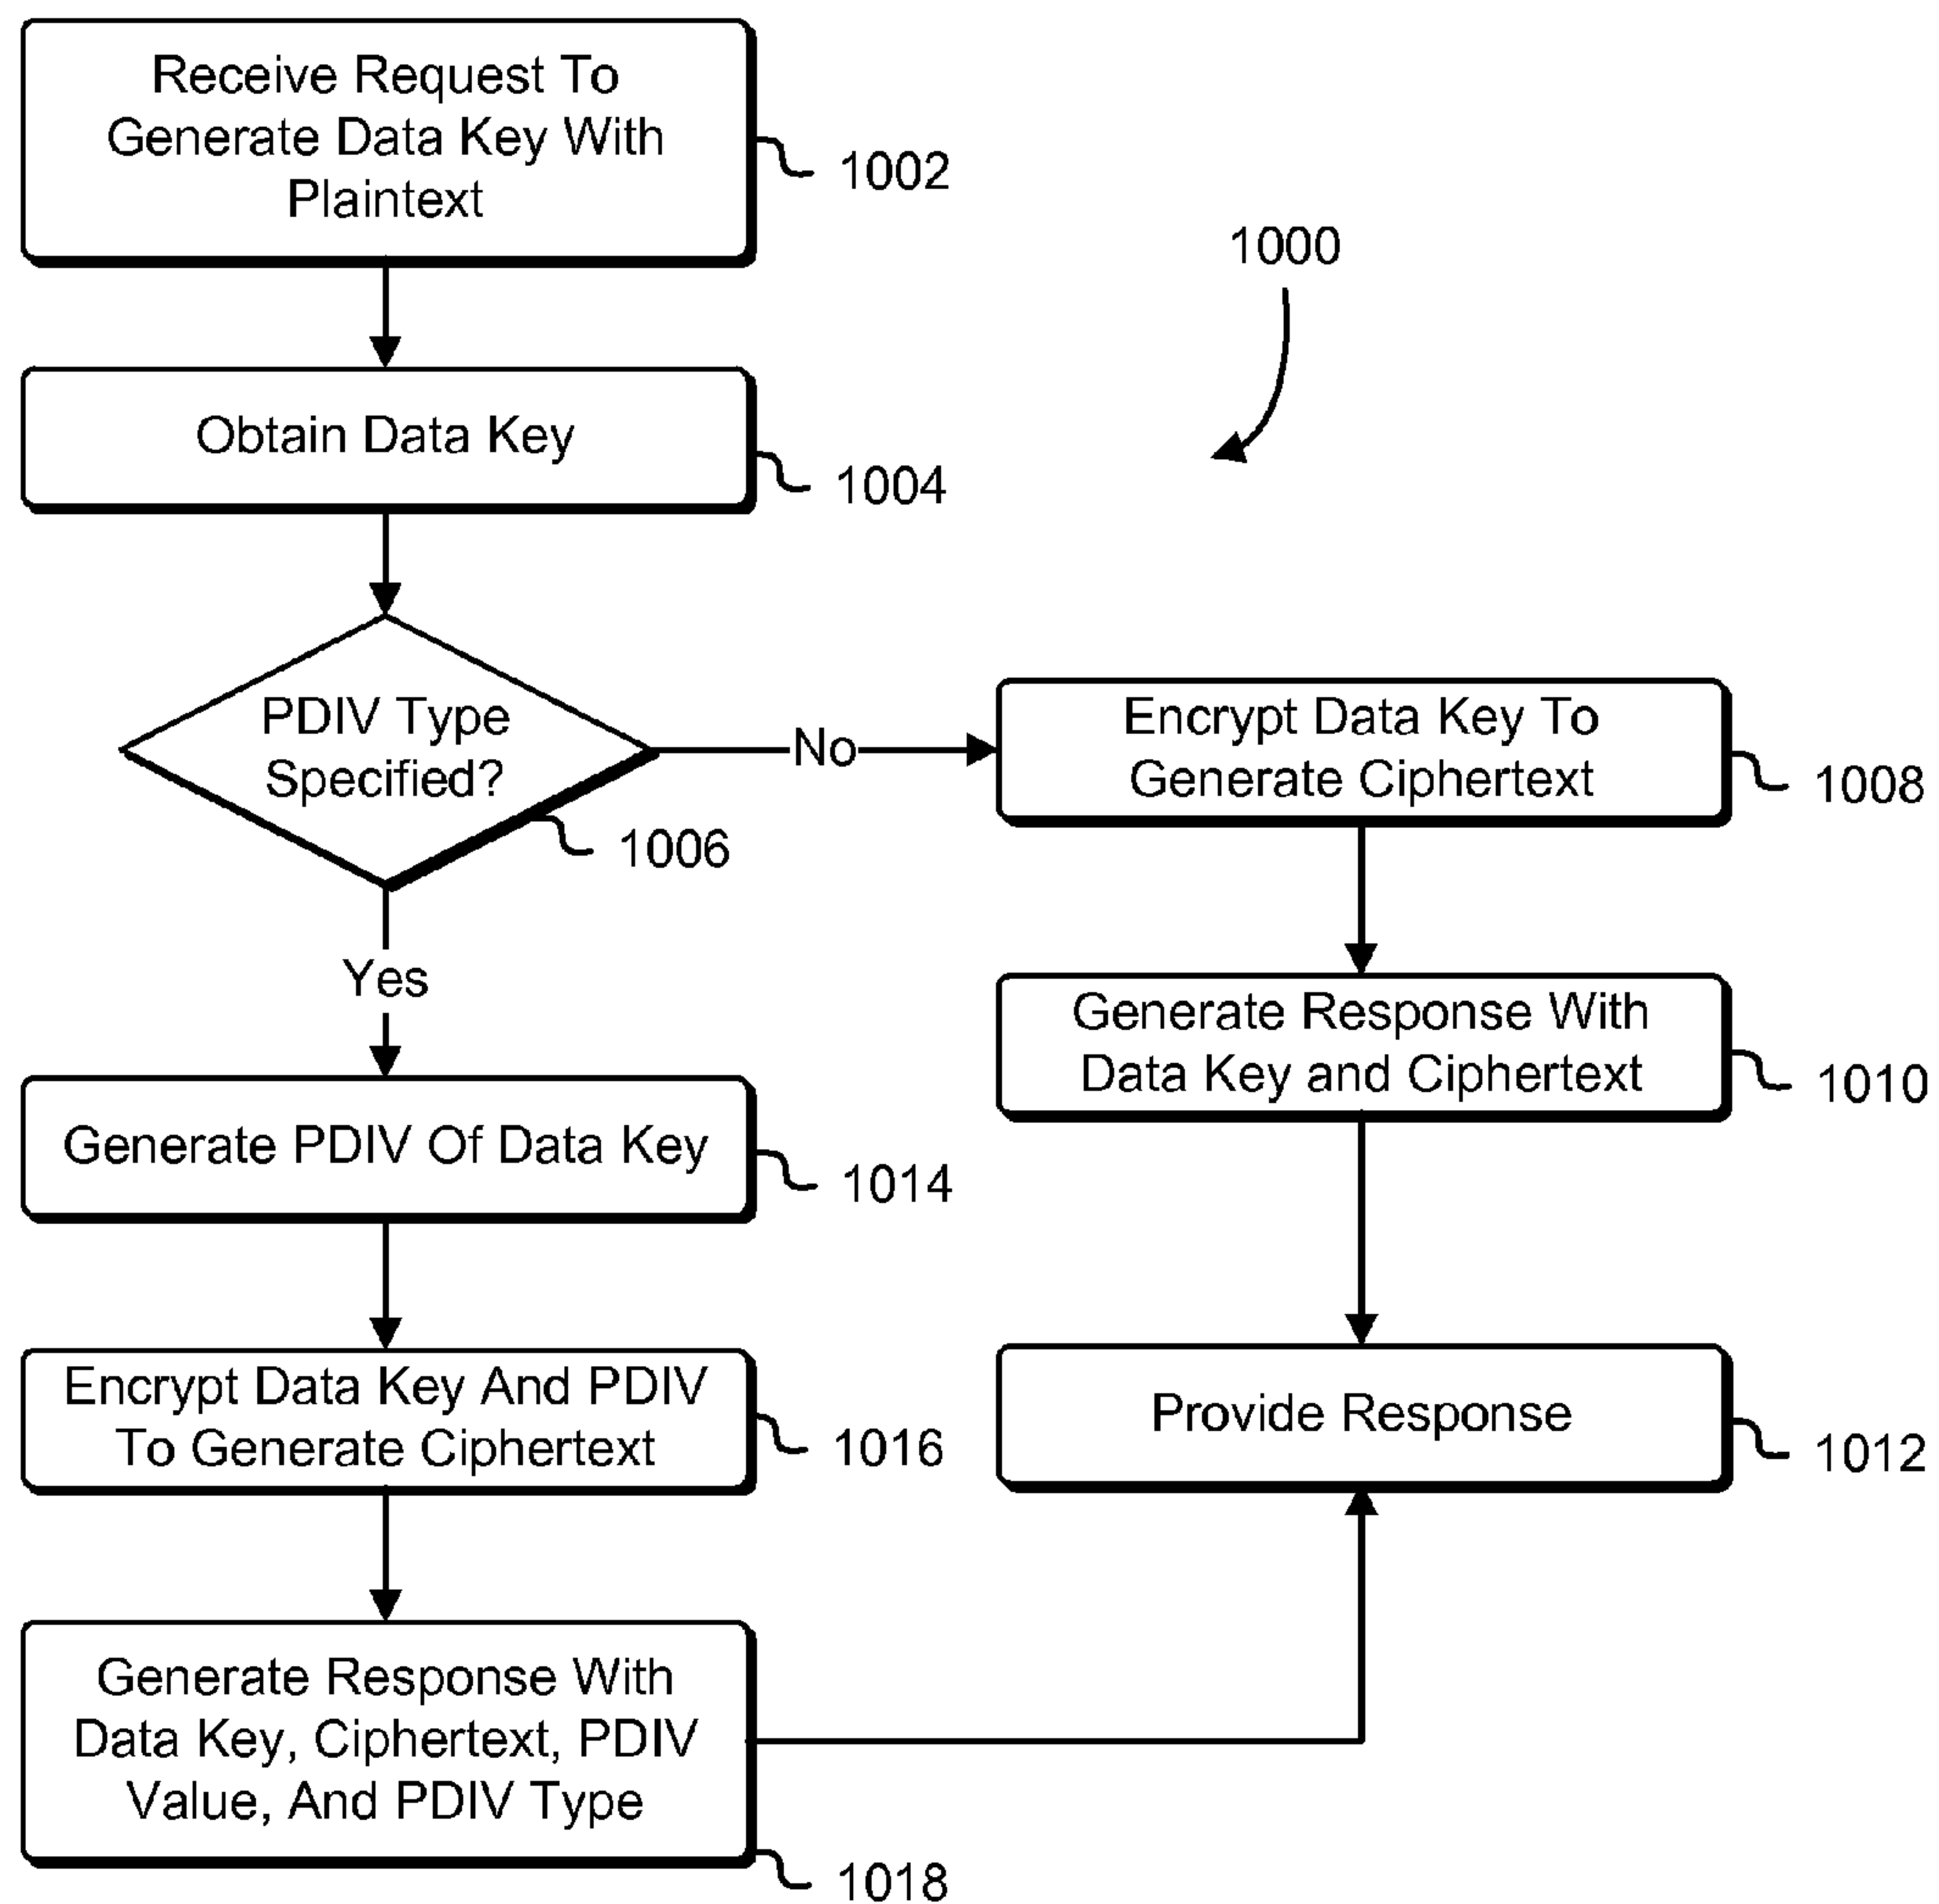 Receive Request To
Generate Data Key With
Plaintext
1002
1000
Obtain Data Key
1004
PDIV Type
Specified?
1006
No
Encrypt Data Key To
Generate Ciphertext
1008
Yes
Generate Response With
Data Key and Ciphertext
1010
Generate PDIV Of Data Key
1014
Encrypt Data Key And PDIV
To Generate Ciphertext
1016
Provide Response
1012
Generate Response With
Data Key, Ciphertext, PDIV
Value, And PDIV Type
1018